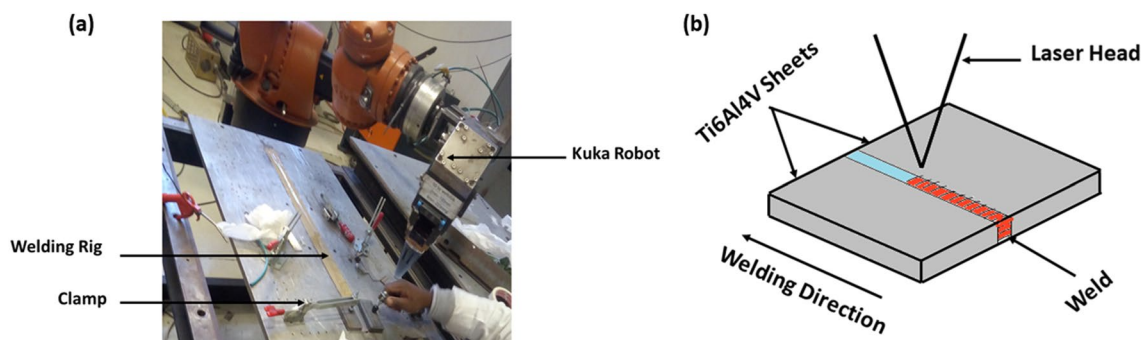 (a)
Kuka Robot
Welding Rig
Clamp
(b)
Laser Head
Ti6Al4V Sheets
Welding Direction
Weld